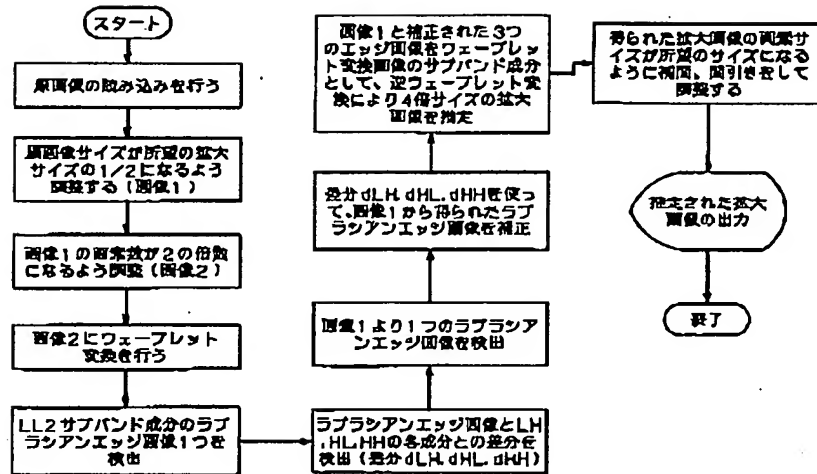 スタート
原画像の読み込みを行う
原画像サイズが所望の拡大
サイズの1/2になるよう
調整する(画像1)
画像1の画素数が2の倍数
になるよう調整(画像2)
画像2にウェーブレット
変換を行う
LL2サブバンド成分のラプ
ラシアンエッジ画像1つを
検出
ラプラシアンエッジ画像とLH
,HL,HHの各成分との差分を
検出(差分dLH,dHL,dHH)
画像1より1つのラプラシア
ンエッジ画像を検出
差分dLH,dHL,dHHを使っ
て、画像1から得られたラプ
ラシアンエッジ画像を補正
画像1と補正された3つ
のエッジ画像をウェーブレッ
ト変換画像のサブバンド成分
として、逆ウェーブレット変
換により4倍サイズの拡大
画像を推定
得られた拡大画像の画素サ
イズが所望のサイズになる
ように補間、間引きをして
調整する
推定された拡大
画像の出力
終了